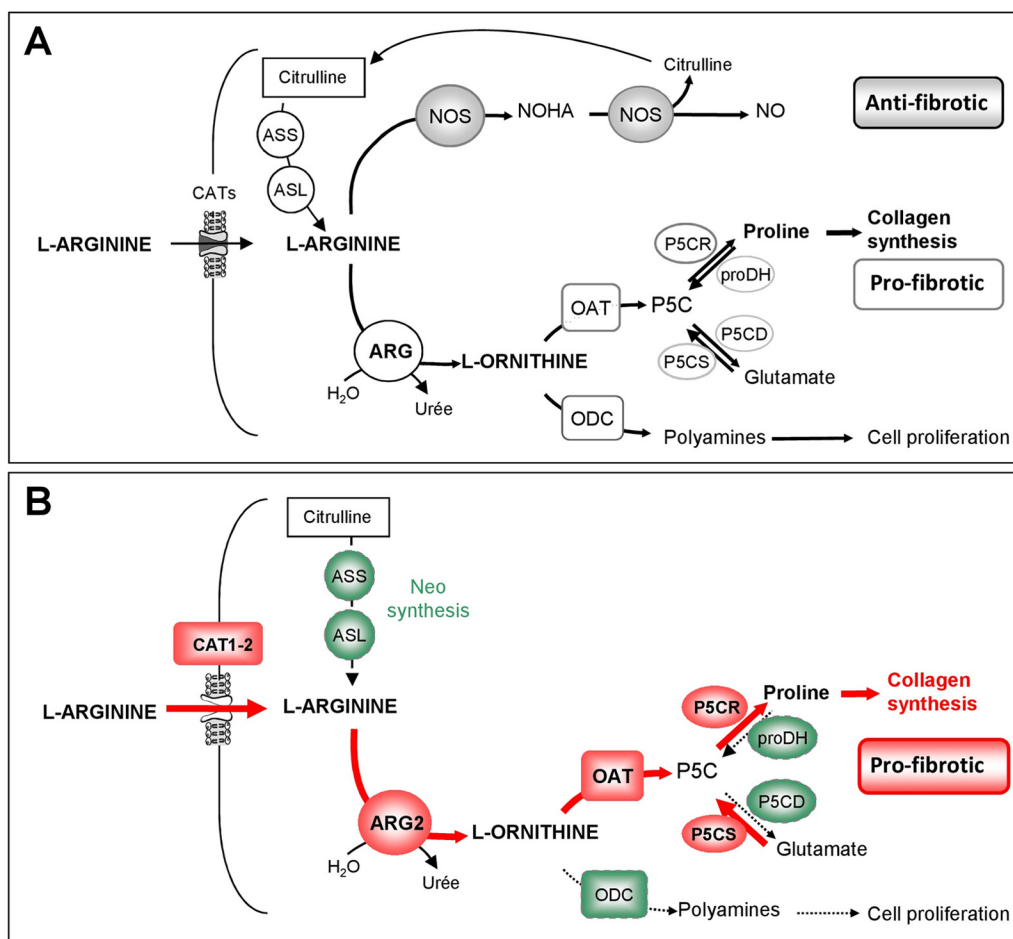 A
Citrulline
Citrulline
NOS
NOHA
NOS
NO
Anti-fibrotic
ASS
ASL
CATs
L-ARGININE
L-ARGININE
P5CR
Proline
Collagen
synthesis
proDH
Pro-fibrotic
OAT
P5C
ARG
L-ORNITHINE
P5CD
P5CS
Glutamate
H₂O
Urée
ODC
Polyamines
Cell proliferation
B
Citrulline
ASS
Neo
synthesis
ASL
CAT1-2
L-ARGININE
L-ARGININE
P5CR
Proline
Collagen
synthesis
proDH
OAT
P5C
Pro-fibrotic
P5CD
ARG2
L-ORNITHINE
P5CS
Glutamate
H₂O
Urée
ODC
Polyamines
Cell proliferation